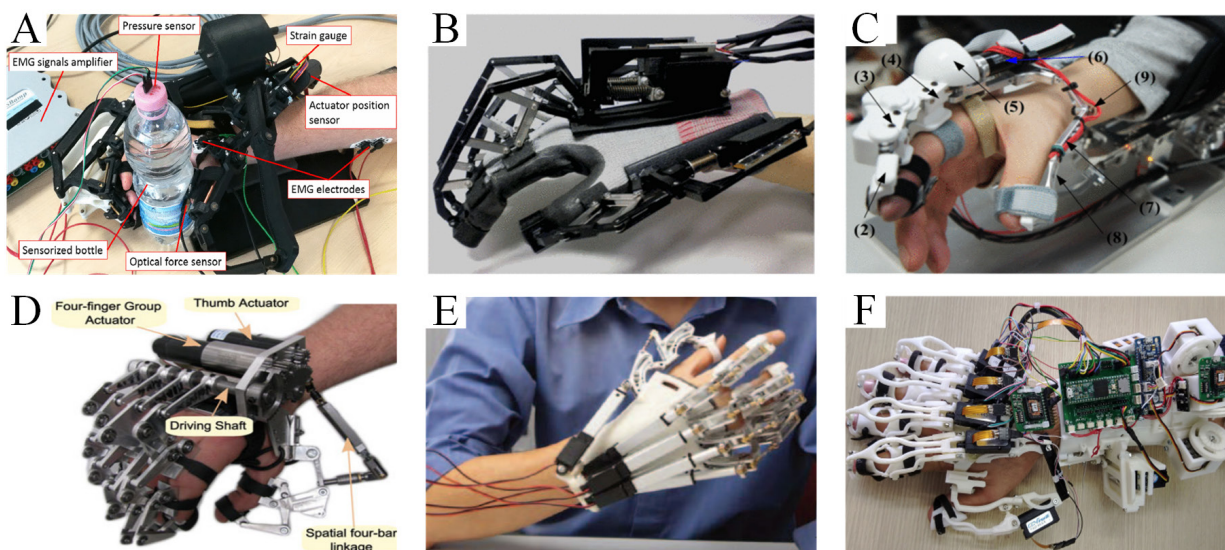 A
Pressure sensor
Strain gauge
EMG signals amplifier
Actuator position
sensor
EMG electrodes
Sensorized bottle
Optical force sensor
B
C
(6)
(4)
(3)
(9)
(5)
(2)
(7)
(8)
D
Four-finger Group
Actuator
Thumb Actuator
Driving Shaft
Spatial four-bar
linkage
E
F